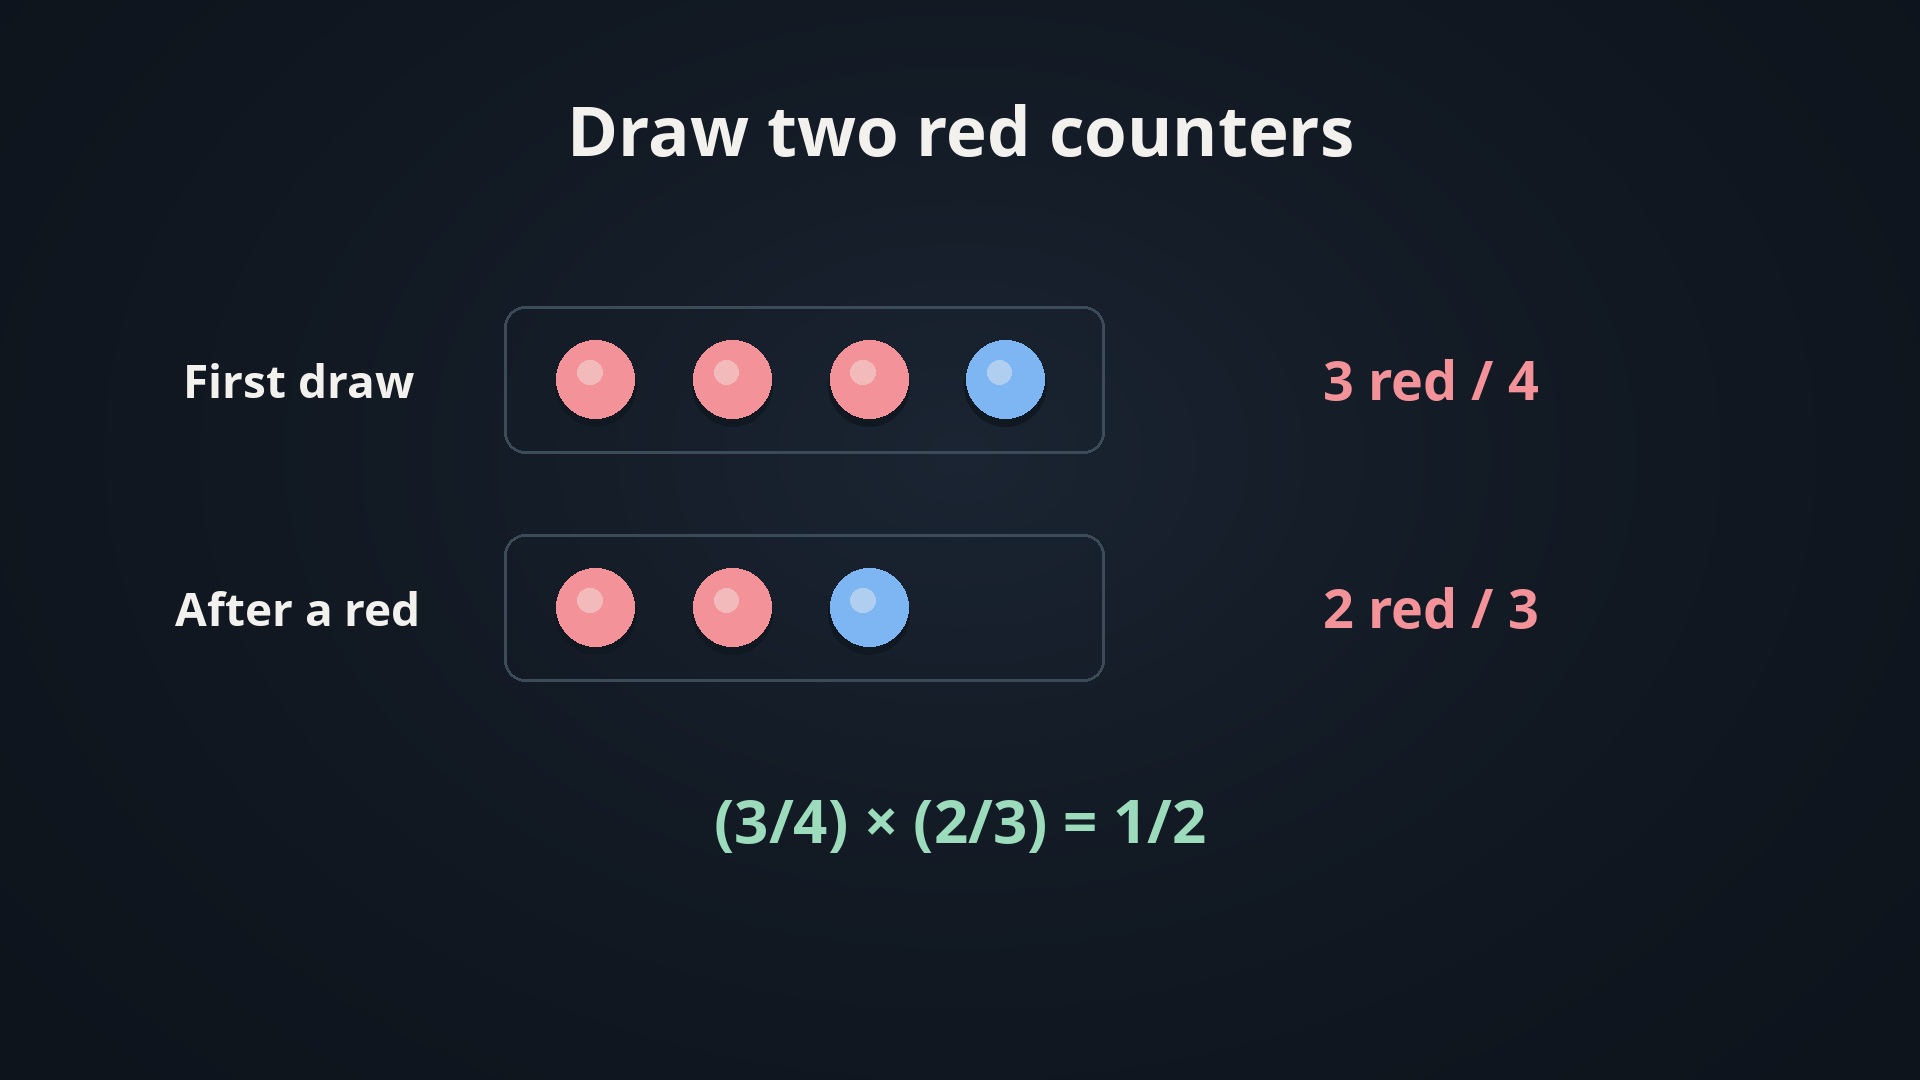 Draw two red counters
First draw
3 red / 4
After a red
2 red / 3
(3/4) × (2/3) = 1/2